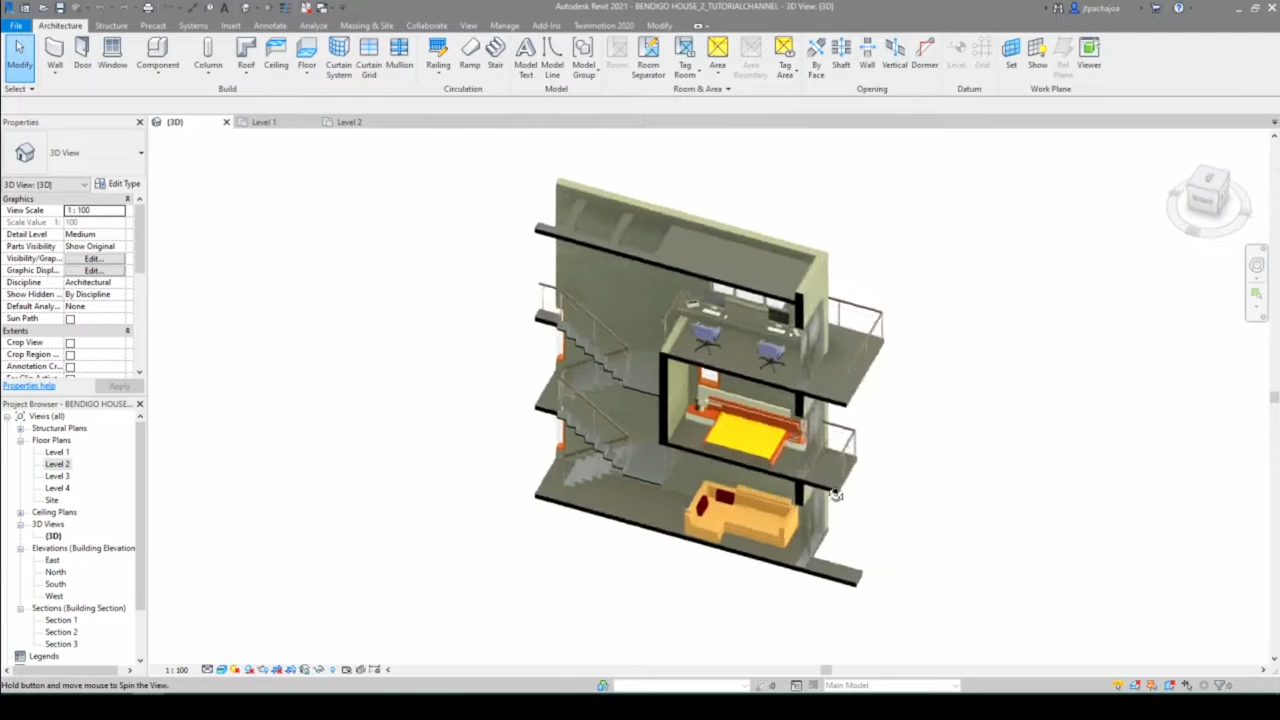 Autodesk Revit 2021 - BENDIGO HOUSE_2_TUTORIALCHANNEL - 3D View: {3D}
jtpachajoa
File Architecture Structure Precast Systems Insert Annotate Analyze Massing & Site Collaborate View Manage Add-Ins Twinmotion 2020 Modify
Modify Wall Door Window Component Column Roof Ceiling Floor Curtain System Curtain Grid Mullion Railing Ramp Stair Model Text Model Line Model Group Room Room Separator Tag Room Area Area Boundary Tag Area By Face Shaft Wall Vertical Dormer Level Grid Set Show Ref Plane Viewer
Select Build Circulation Model Room & Area Opening Datum Work Plane
Properties
{3D} Level 1 Level 2
3D View
3D View: {3D} Edit Type
Graphics
View Scale 1 : 100
Scale Value 1: 100
Detail Level Medium
Parts Visibility Show Original
Visibility/Grap... Edit...
Graphic Displ... Edit...
Discipline Architectural
Show Hidden ... By Discipline
Default Analy... None
Sun Path
Extents
Crop View
Crop Region ...
Annotation Cr...
Properties help Apply
Project Browser - BENDIGO HOUSE...
Views (all)
Structural Plans
Floor Plans
Level 1
Level 2
Level 3
Level 4
Site
Ceiling Plans
3D Views
{3D}
Elevations (Building Elevation
East
North
South
West
Sections (Building Section)
Section 1
Section 2
Section 3
Legends
1 : 100
Hold button and move mouse to Spin the View.
:0 Main Model :0